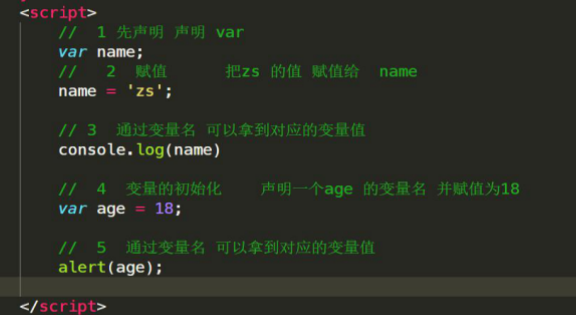 <script>
// 1 先声明 声明 var
var name;
// 2 赋值 把zs 的值 赋值给 name
name = 'zs';
// 3 通过变量名 可以拿到对应的变量值
console.log(name)
// 4 变量的初始化 声明一个age 的变量名 并赋值为18
var age = 18;
// 5 通过变量名 可以拿到对应的变量值
alert(age);
</script>